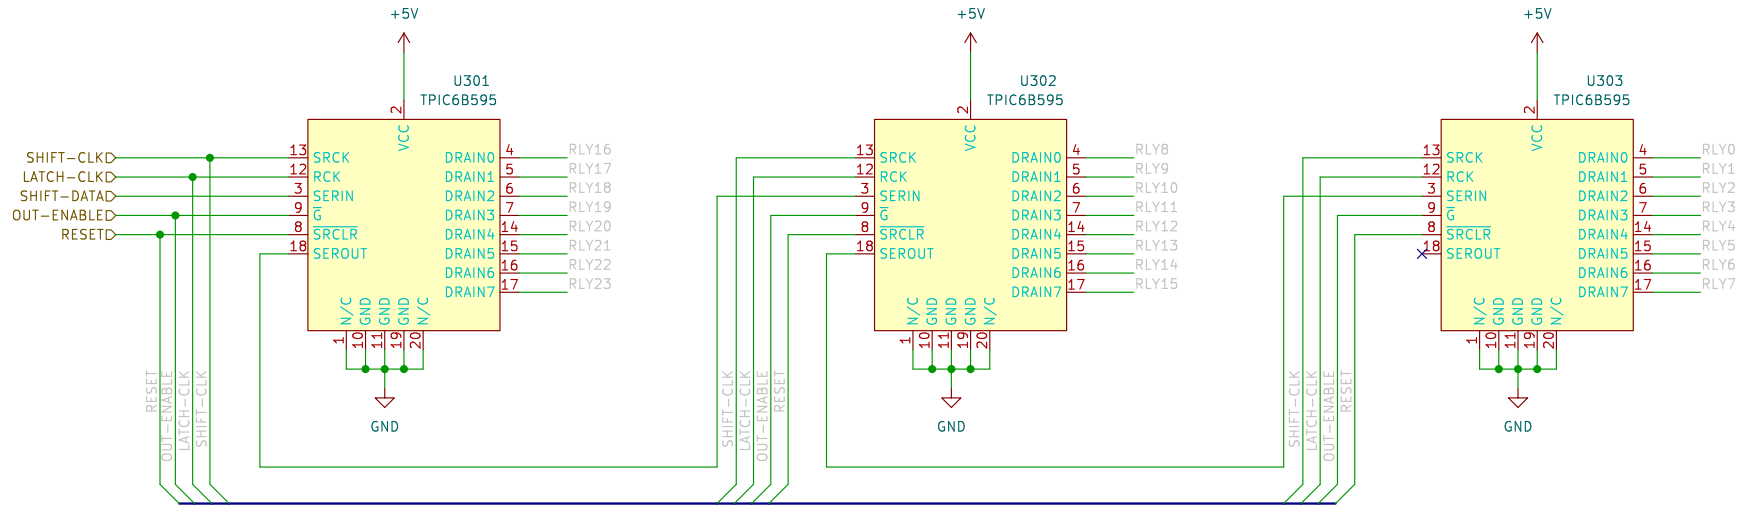 +5V
+5V
+5V
U301
TPIC6B595
U302
TPIC6B595
U303
TPIC6B595
SHIFT-CLK
LATCH-CLK
SHIFT-DATA
OUT-ENABLE
RESET
2
VCC
13 SRCK
12 RCK
3 SERIN
9 G
8 SRCLR
18 SEROUT
DRAIN0 4 RLY16
DRAIN1 5 RLY17
DRAIN2 6 RLY18
DRAIN3 7 RLY19
DRAIN4 14 RLY20
DRAIN5 15 RLY21
DRAIN6 16 RLY22
DRAIN7 17 RLY23
N/C GND GND GND N/C
1 10 11 19 20
GND
RESET
OUT-ENABLE
LATCH-CLK
SHIFT-CLK
2
VCC
13 SRCK
12 RCK
3 SERIN
9 G
8 SRCLR
18 SEROUT
DRAIN0 4 RLY8
DRAIN1 5 RLY9
DRAIN2 6 RLY10
DRAIN3 7 RLY11
DRAIN4 14 RLY12
DRAIN5 15 RLY13
DRAIN6 16 RLY14
DRAIN7 17 RLY15
N/C GND GND GND N/C
1 10 11 19 20
GND
SHIFT-CLK
LATCH-CLK
OUT-ENABLE
RESET
2
VCC
13 SRCK
12 RCK
3 SERIN
9 G
8 SRCLR
18 SEROUT
DRAIN0 4 RLY0
DRAIN1 5 RLY1
DRAIN2 6 RLY2
DRAIN3 7 RLY3
DRAIN4 14 RLY4
DRAIN5 15 RLY5
DRAIN6 16 RLY6
DRAIN7 17 RLY7
N/C GND GND GND N/C
1 10 11 19 20
GND
SHIFT-CLK
LATCH-CLK
OUT-ENABLE
RESET